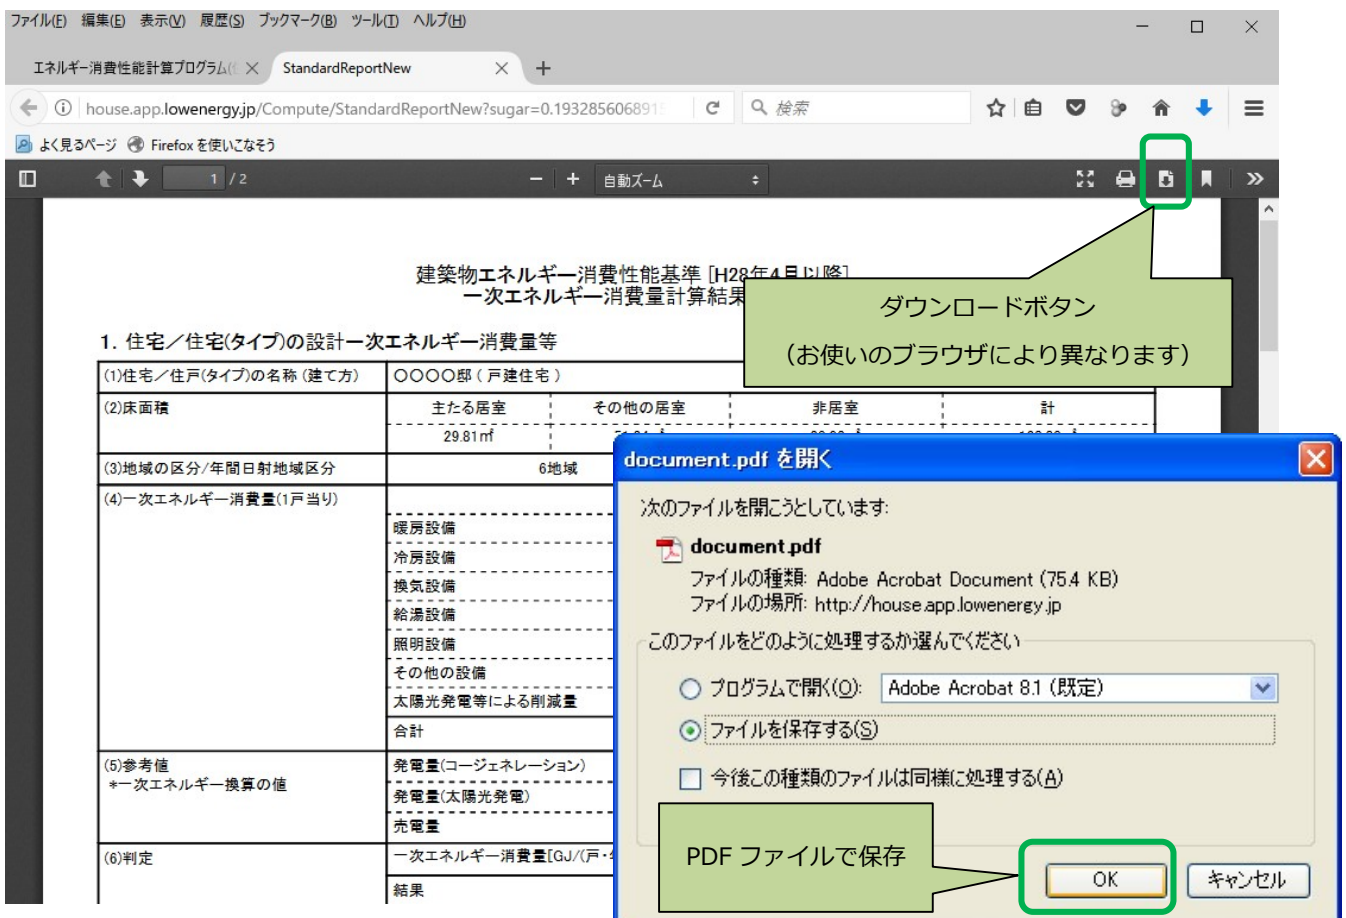 ファイル(F) 編集(E) 表示(V) 履歴(S) ブックマーク(B) ツール(T) ヘルプ(H)
エネルギー消費性能計算プログラム( StandardReportNew
house.app.lowenergy.jp/Compute/StandardReportNew?sugar=0.193285606891 検索
よく見るページ Firefox を使いこなそう
1 / 2 自動ズーム
建築物エネルギー消費性能基準 [H28年4月以降]
一次エネルギー消費量計算結果
ダウンロードボタン
（お使いのブラウザにより異なります）
1. 住宅／住宅(タイプ)の設計一次エネルギー消費量等
(1)住宅／住戸(タイプ)の名称 (建て方) 〇〇〇〇邸 ( 戸建住宅 )
(2)床面積 主たる居室 その他の居室 非居室 計
29.81㎡
(3)地域の区分/年間日射地域区分 6地域
(4)一次エネルギー消費量(1戸当り)
暖房設備
冷房設備
換気設備
給湯設備
照明設備
その他の設備
太陽光発電等による削減量
合計
(5)参考値 発電量(コージェネレーション)
*一次エネルギー換算の値
発電量(太陽光発電)
売電量
(6)判定 一次エネルギー消費量[GJ/(戸・
結果
document.pdf を開く
次のファイルを開こうとしています:
document.pdf
ファイルの種類: Adobe Acrobat Document (75.4 KB)
ファイルの場所: http://house.app.lowenergy.jp
このファイルをどのように処理するか選んでください
プログラムで開く(O): Adobe Acrobat 8.1 (既定)
ファイルを保存する(S)
今後この種類のファイルは同様に処理する(A)
PDF ファイルで保存
OK キャンセル